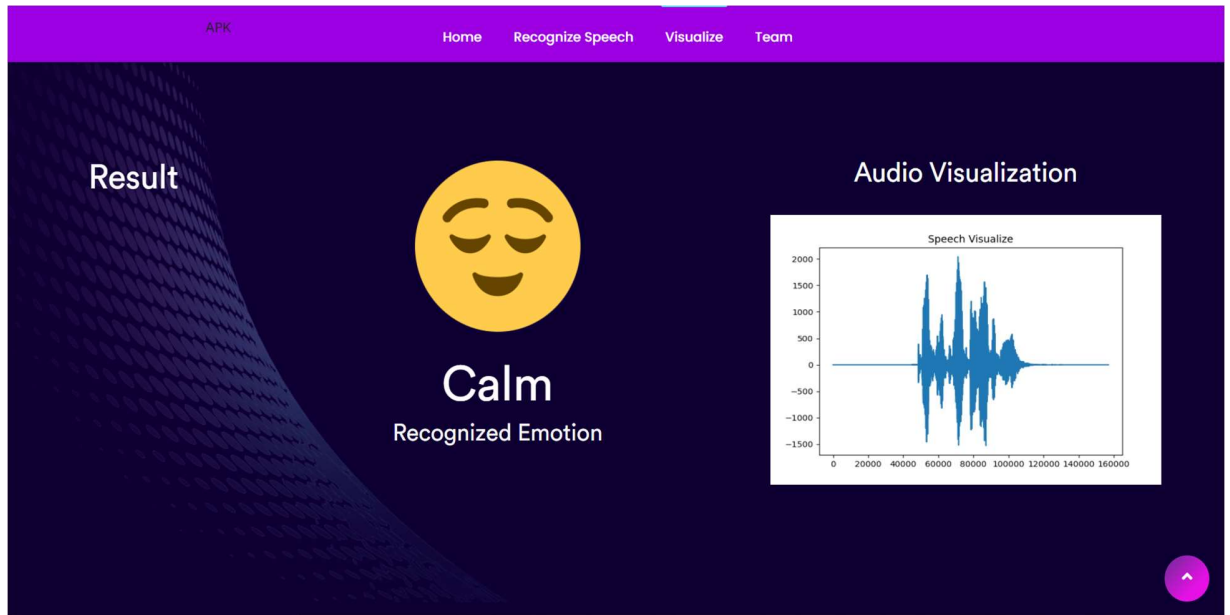 APK
Home Recognize Speech Visualize Team
Result
Calm
Recognized Emotion
Audio Visualization
Speech Visualize
2000
1500
1000
500
0
−500
−1000
−1500
0 20000 40000 60000 80000 100000 120000 140000 160000